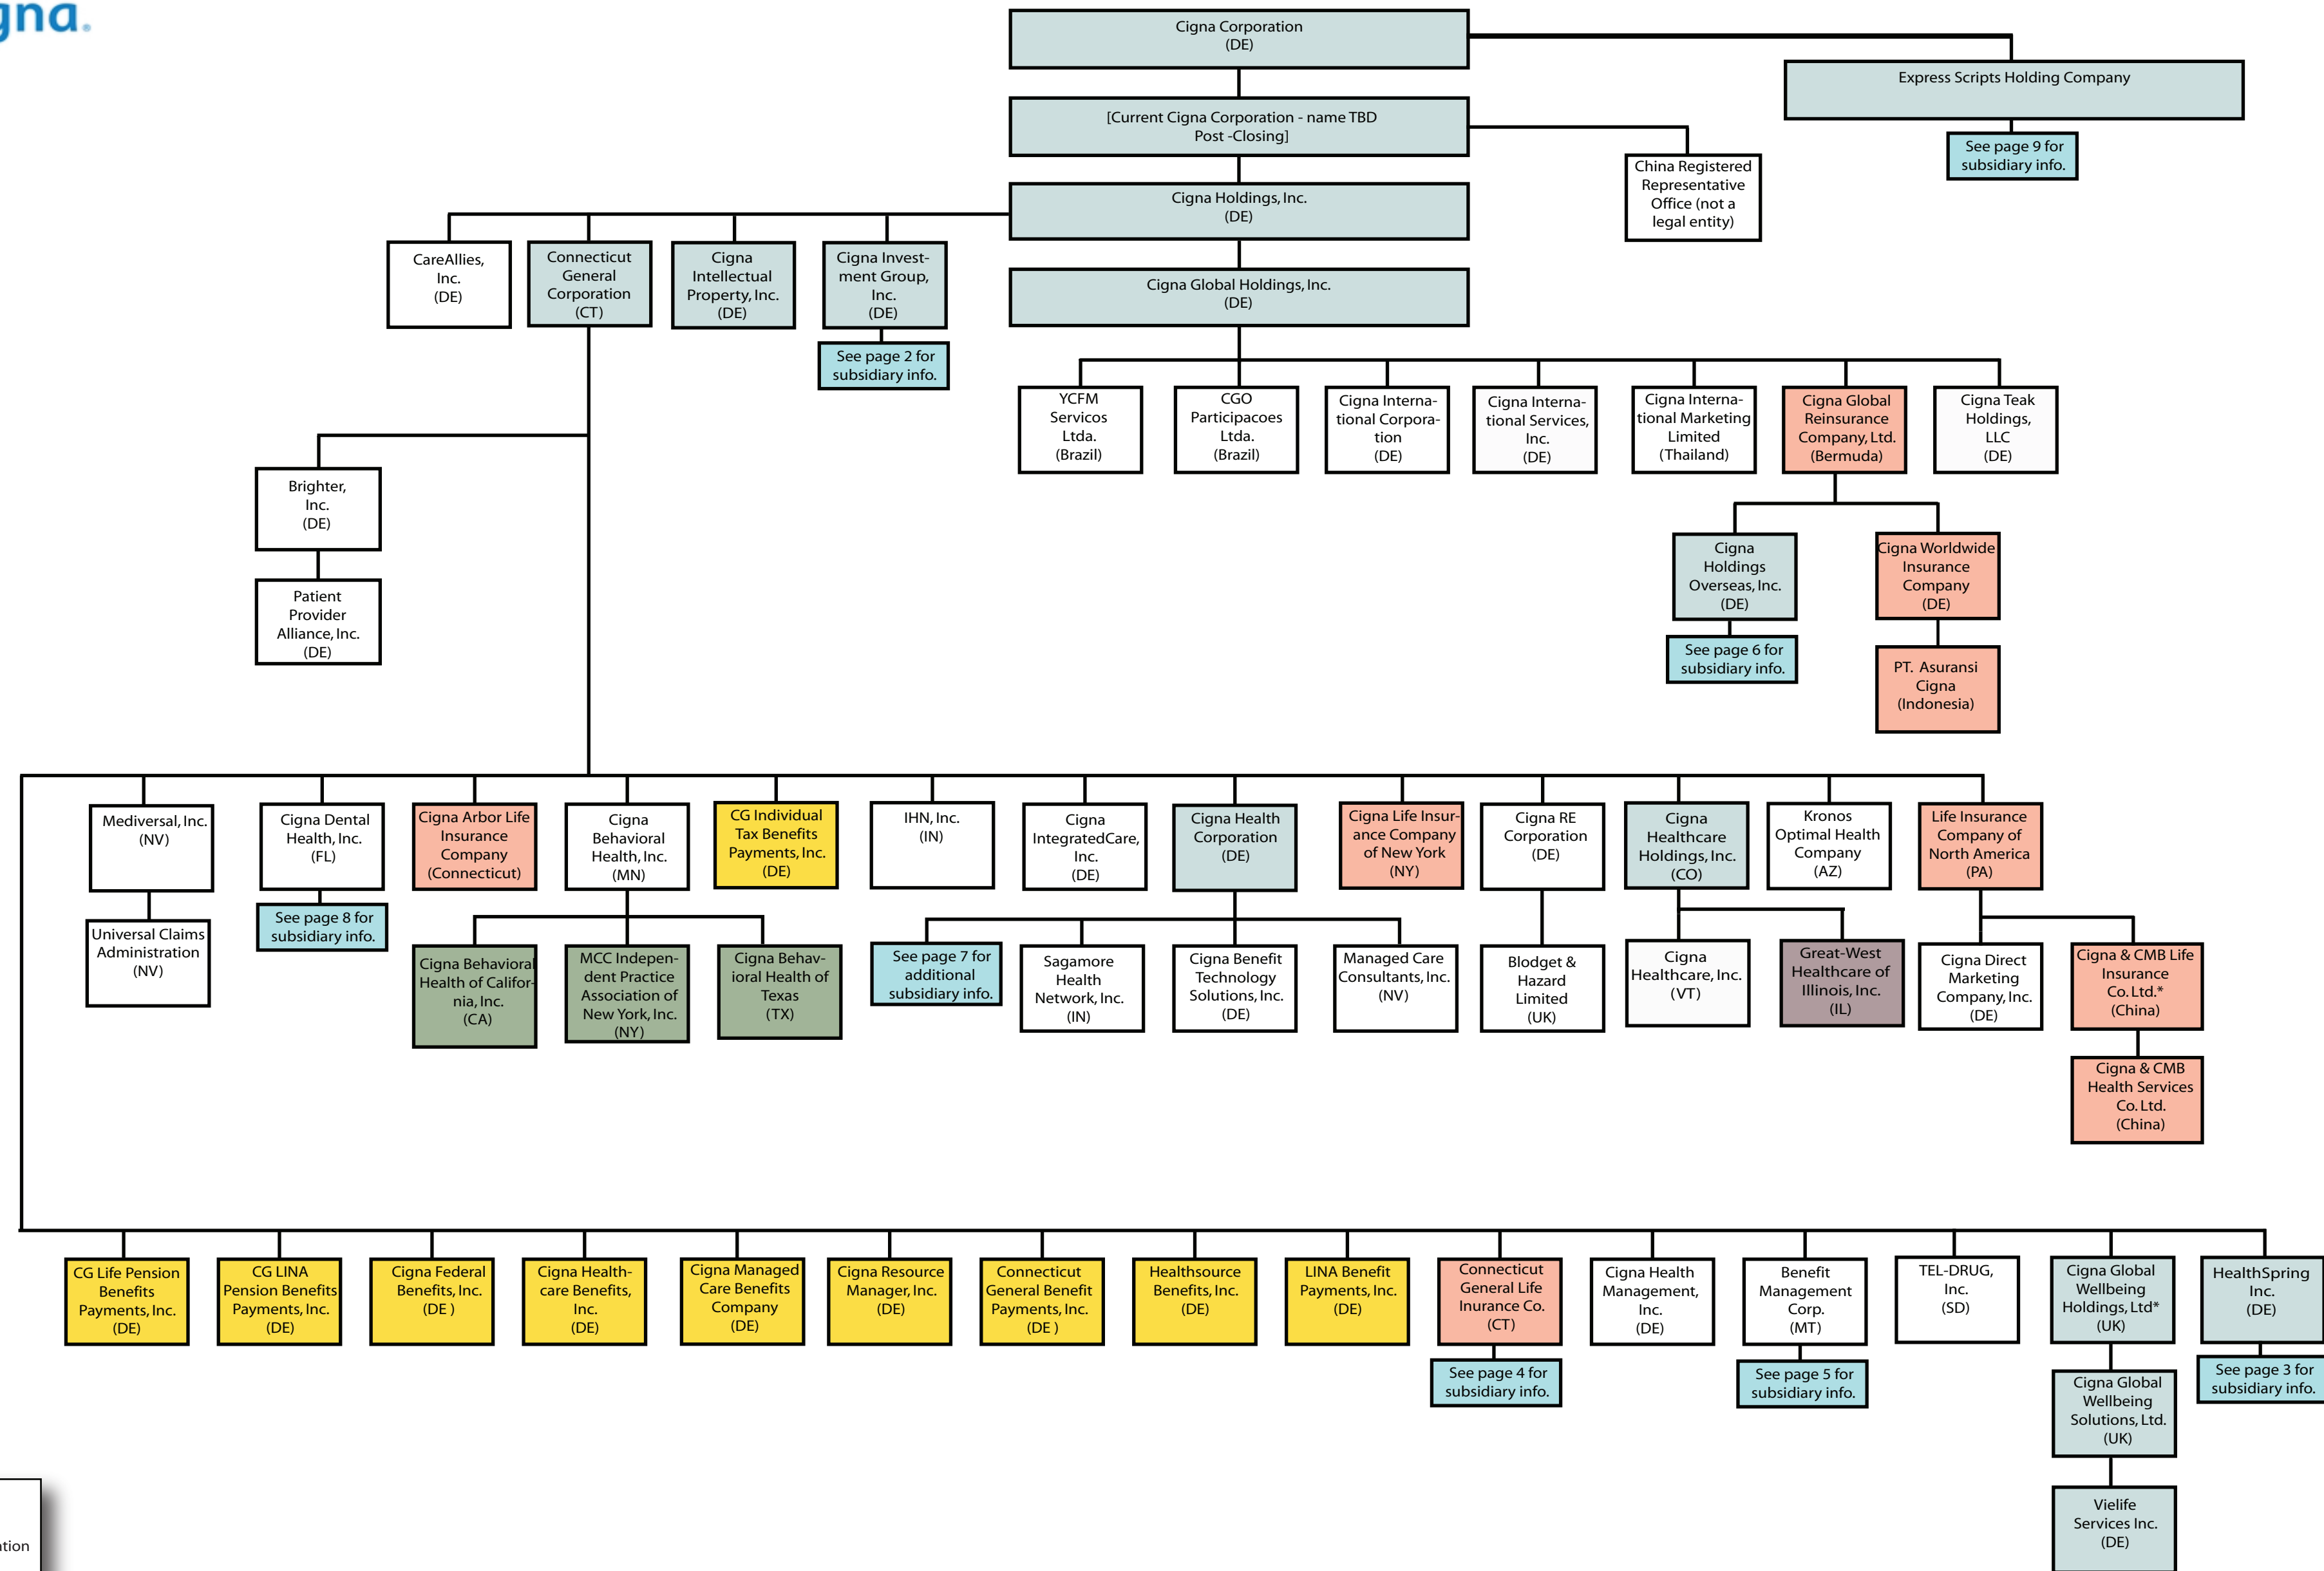 gna.
Cigna Corporation
(DE)
Express Scripts Holding Company
See page 9 for
subsidiary info.
[Current Cigna Corporation - name TBD
Post -Closing]
China Registered
Representative
Office (not a
legal entity)
Cigna Holdings, Inc.
(DE)
CareAllies,
Inc.
(DE)
Connecticut
General
Corporation
(CT)
Cigna
Intellectual
Property, Inc.
(DE)
Cigna Invest-
ment Group,
Inc.
(DE)
See page 2 for
subsidiary info.
Cigna Global Holdings, Inc.
(DE)
YCFM
Servicos
Ltda.
(Brazil)
CGO
Participacoes
Ltda.
(Brazil)
Cigna Interna-
tional Corpora-
tion
(DE)
Cigna Interna-
tional Services,
Inc.
(DE)
Cigna Interna-
tional Marketing
Limited
(Thailand)
Cigna Global
Reinsurance
Company, Ltd.
(Bermuda)
Cigna Teak
Holdings,
LLC
(DE)
Brighter,
Inc.
(DE)
Patient
Provider
Alliance, Inc.
(DE)
Cigna
Holdings
Overseas, Inc.
(DE)
See page 6 for
subsidiary info.
Cigna Worldwide
Insurance
Company
(DE)
PT. Asuransi
Cigna
(Indonesia)
Mediversal, Inc.
(NV)
Universal Claims
Administration
(NV)
Cigna Dental
Health, Inc.
(FL)
See page 8 for
subsidiary info.
Cigna Arbor Life
Insurance
Company
(Connecticut)
Cigna
Behavioral
Health, Inc.
(MN)
Cigna Behavioral
Health of Califor-
nia, Inc.
(CA)
MCC Indepen-
dent Practice
Association of
New York, Inc.
(NY)
Cigna Behav-
ioral Health of
Texas
(TX)
CG Individual
Tax Benefits
Payments, Inc.
(DE)
IHN, Inc.
(IN)
Cigna
IntegratedCare,
Inc.
(DE)
Cigna Health
Corporation
(DE)
See page 7 for
additional
subsidiary info.
Sagamore
Health
Network, Inc.
(IN)
Cigna Benefit
Technology
Solutions, Inc.
(DE)
Managed Care
Consultants, Inc.
(NV)
Cigna Life Insur-
ance Company
of New York
(NY)
Cigna RE
Corporation
(DE)
Blodget &
Hazard
Limited
(UK)
Cigna
Healthcare
Holdings, Inc.
(CO)
Cigna
Healthcare, Inc.
(VT)
Great-West
Healthcare of
Illinois, Inc.
(IL)
Kronos
Optimal Health
Company
(AZ)
Life Insurance
Company of
North America
(PA)
Cigna Direct
Marketing
Company, Inc.
(DE)
Cigna & CMB Life
Insurance
Co. Ltd.*
(China)
Cigna & CMB
Health Services
Co. Ltd.
(China)
CG Life Pension
Benefits
Payments, Inc.
(DE)
CG LINA
Pension Benefits
Payments, Inc.
(DE)
Cigna Federal
Benefits, Inc.
(DE )
Cigna Health-
care Benefits,
Inc.
(DE)
Cigna Managed
Care Benefits
Company
(DE)
Cigna Resource
Manager, Inc.
(DE)
Connecticut
General Benefit
Payments, Inc.
(DE )
Healthsource
Benefits, Inc.
(DE)
LINA Benefit
Payments, Inc.
(DE)
Connecticut
General Life
Inurance Co.
(CT)
See page 4 for
subsidiary info.
Cigna Health
Management,
Inc.
(DE)
Benefit
Management
Corp.
(MT)
See page 5 for
subsidiary info.
TEL-DRUG,
Inc.
(SD)
Cigna Global
Wellbeing
Holdings, Ltd*
(UK)
Cigna Global
Wellbeing
Solutions, Ltd.
(UK)
Vielife
Services Inc.
(DE)
HealthSpring
Inc.
(DE)
See page 3 for
subsidiary info.
ation